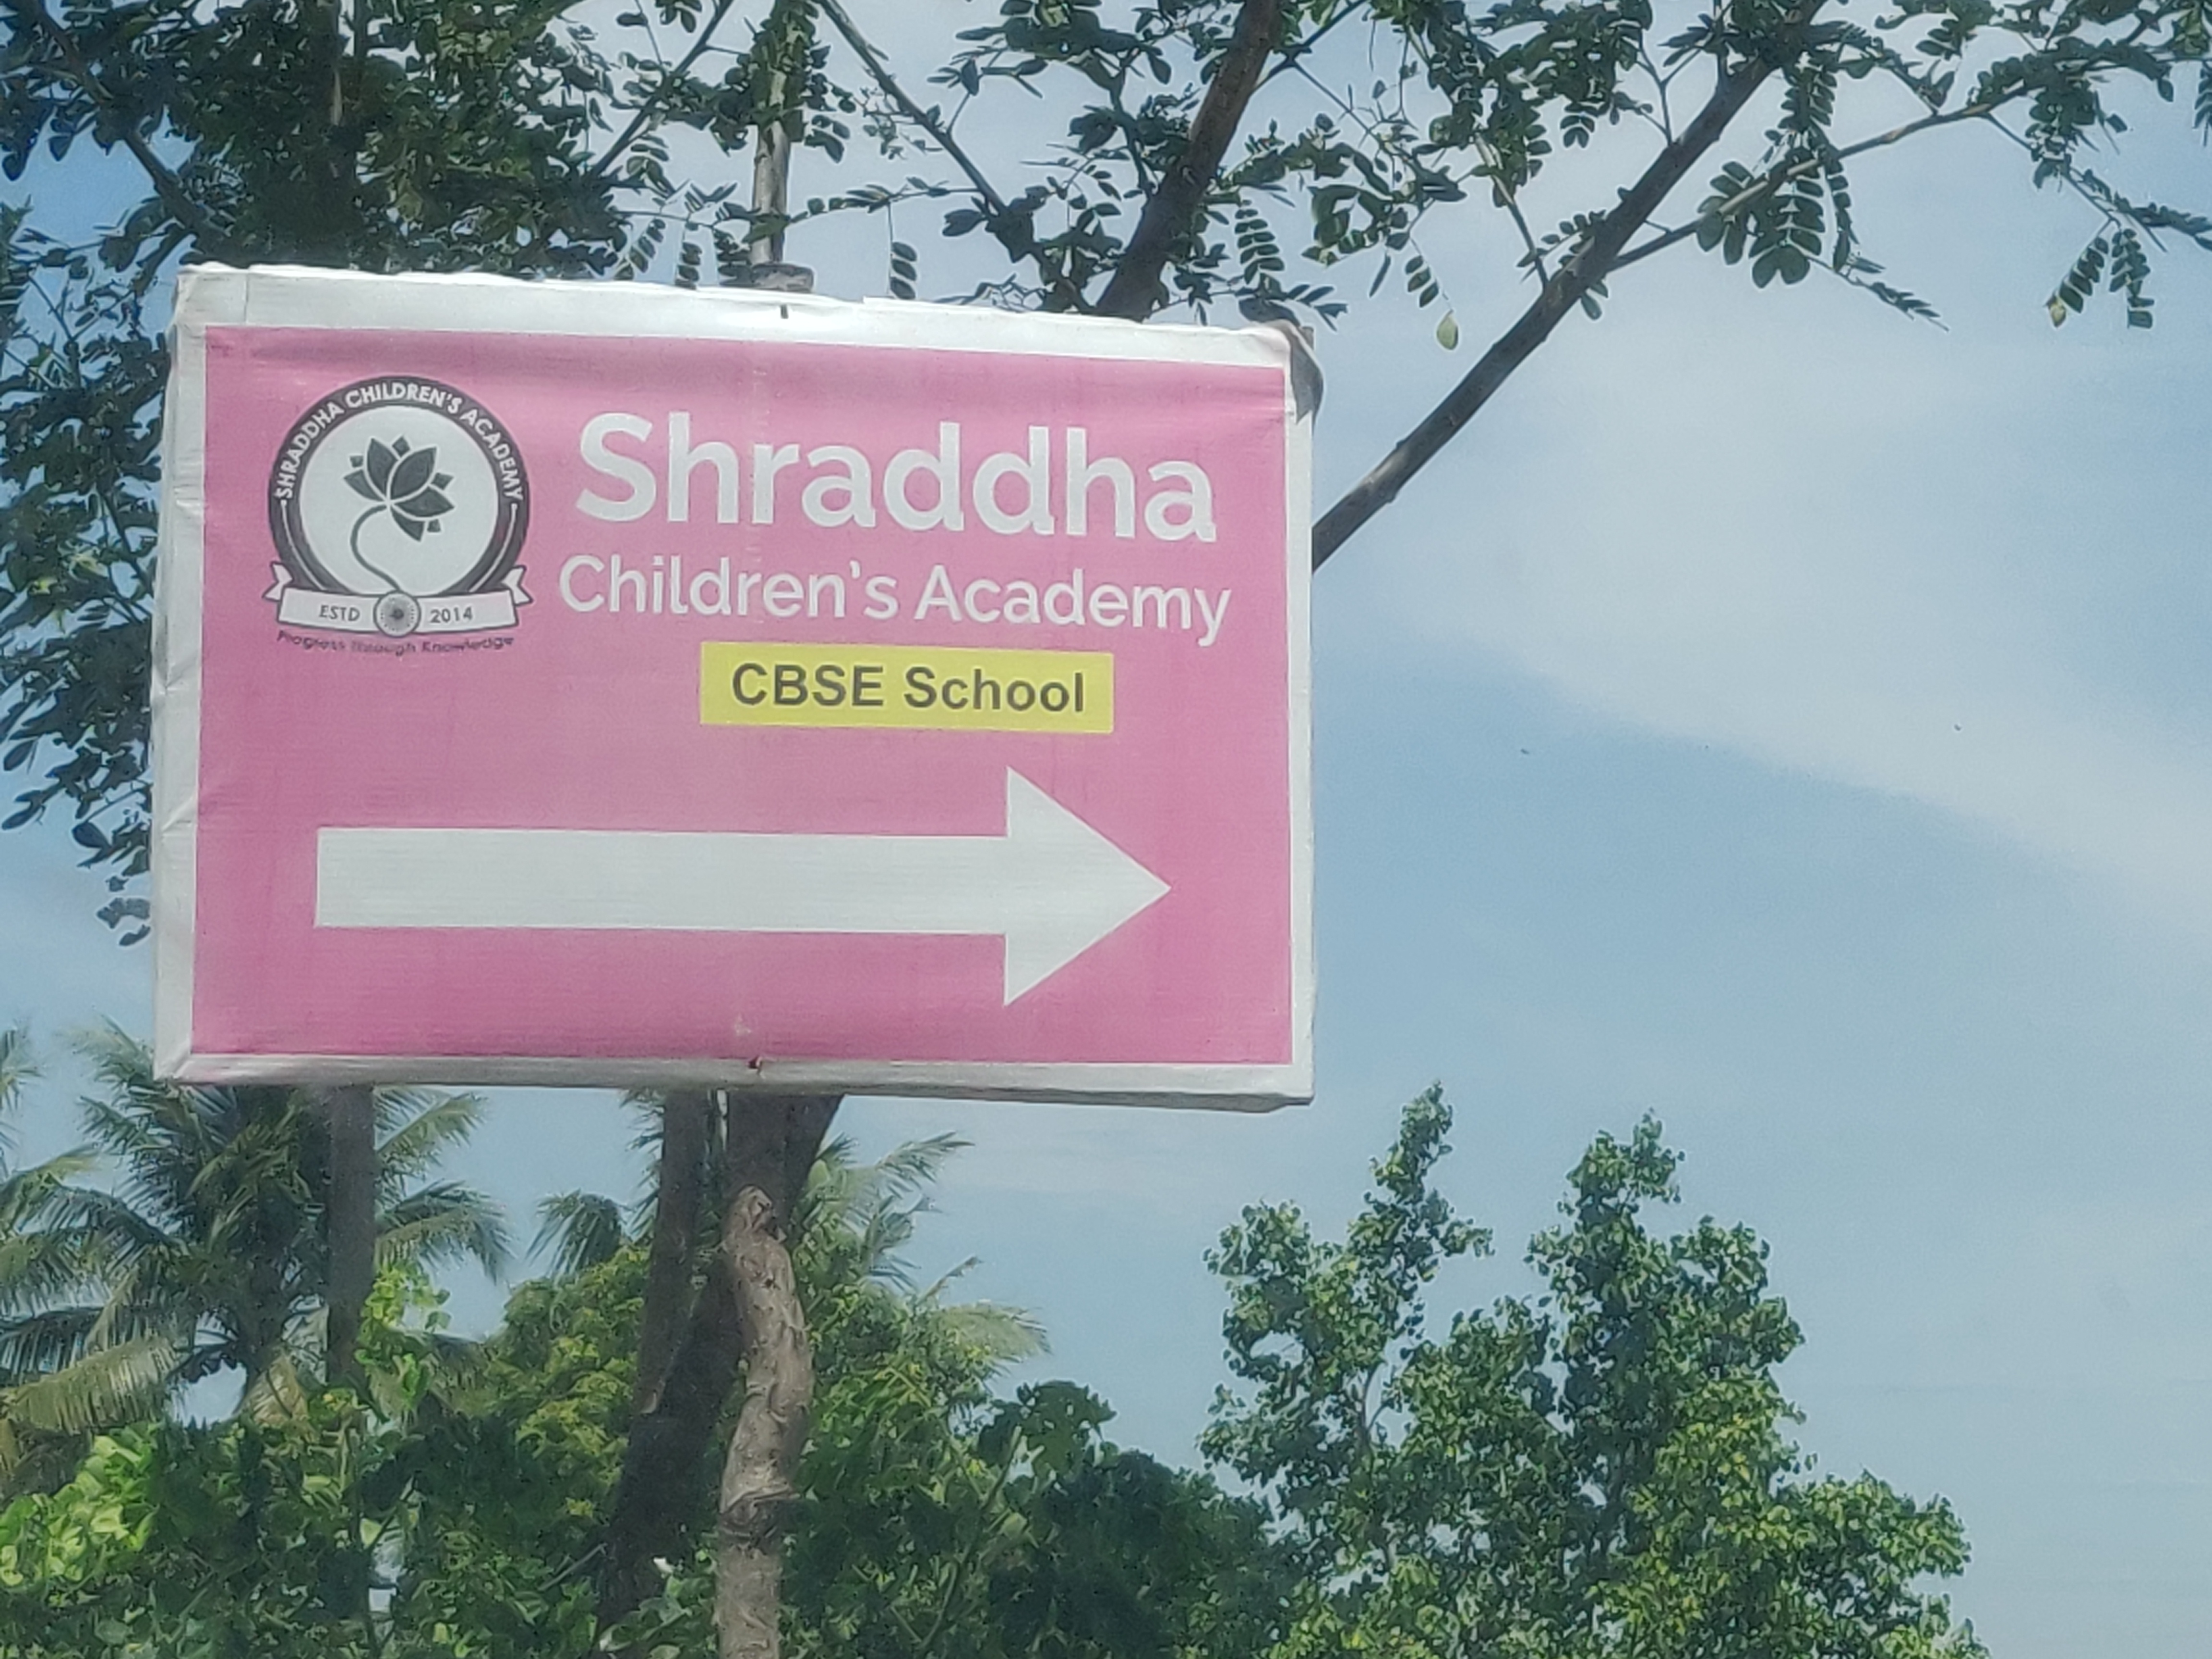 SHRADDHA CHILDREN'S ACADEMY
ESTD 2014
Progress Through Knowledge
Shraddha
Children's Academy
CBSE School